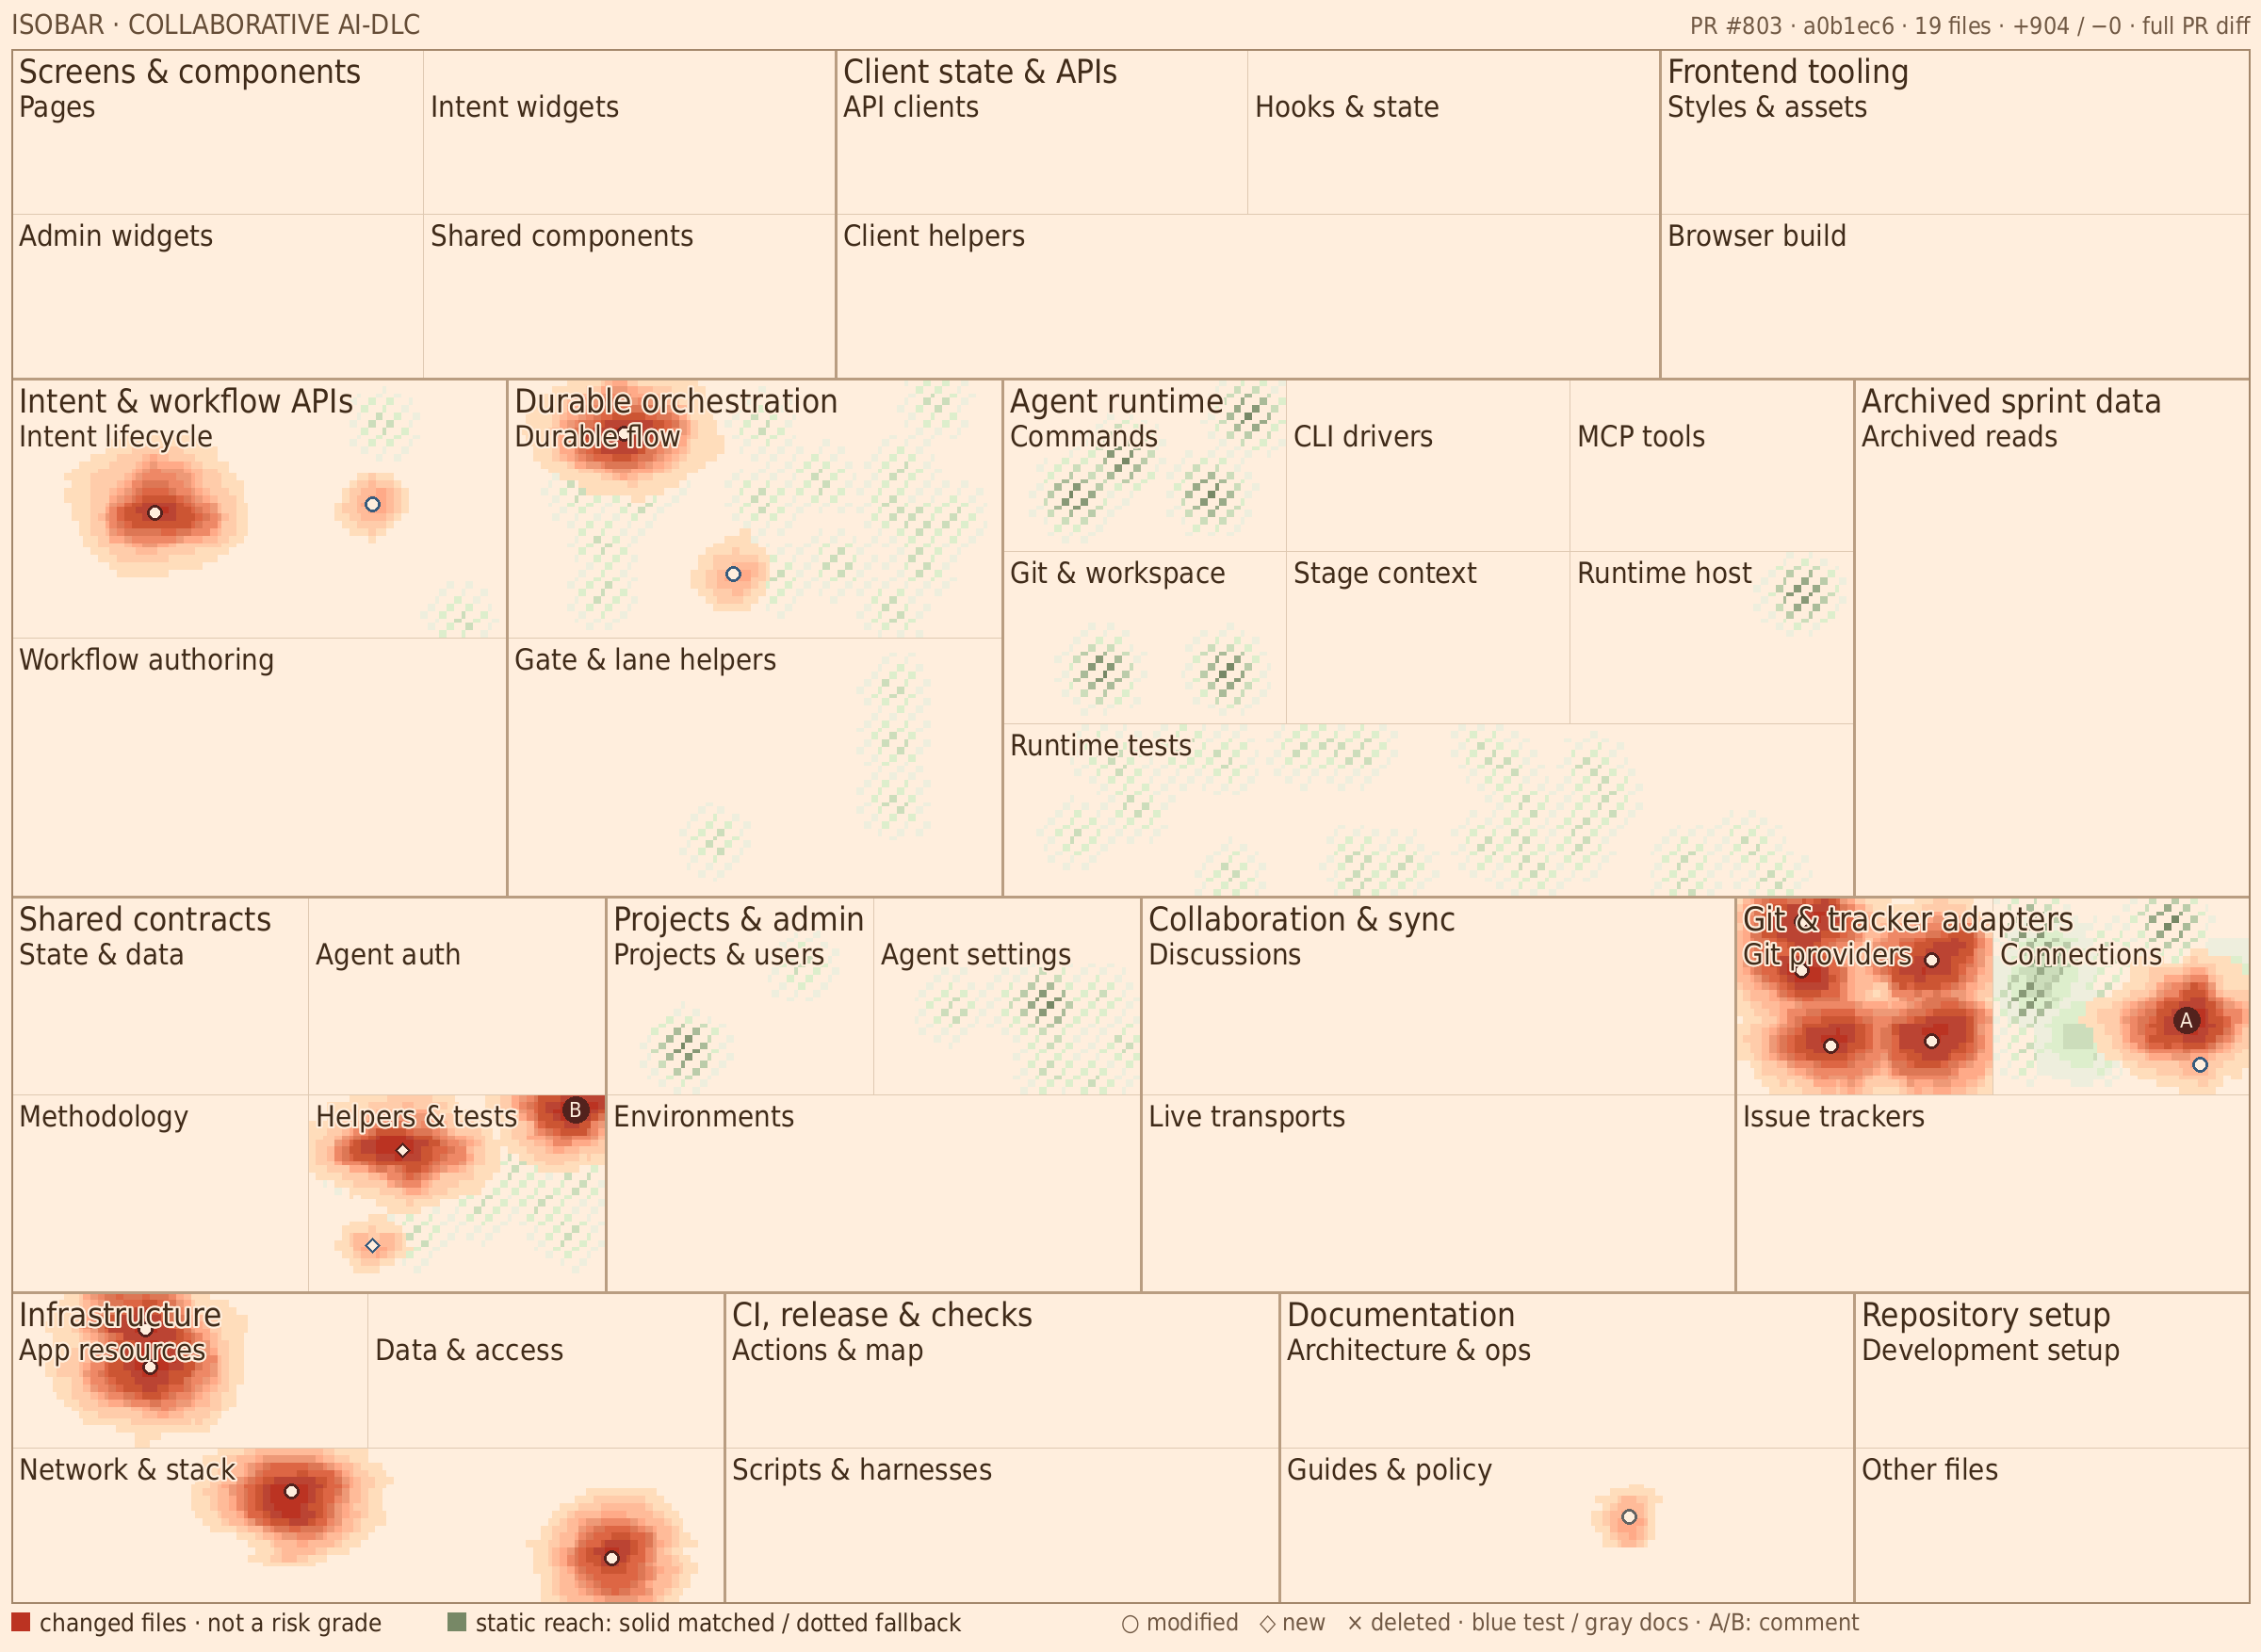 ISOBAR · COLLABORATIVE AI-DLC
PR #803 · a0b1ec6 · 19 files · +904 / −0 · full PR diff
Screens & components
Pages
Intent widgets
Client state & APIs
API clients
Hooks & state
Frontend tooling
Styles & assets
Admin widgets
Shared components
Client helpers
Browser build
Intent & workflow APIs
Intent lifecycle
Durable orchestration
Durable flow
Agent runtime
Commands
CLI drivers
MCP tools
Archived sprint data
Archived reads
Git & workspace
Stage context
Runtime host
Workflow authoring
Gate & lane helpers
Runtime tests
Shared contracts
State & data
Agent auth
Projects & admin
Projects & users
Agent settings
Collaboration & sync
Discussions
Git & tracker adapters
Git providers
Connections
A
Methodology
Helpers & tests
B
Environments
Live transports
Issue trackers
Infrastructure
App resources
Data & access
CI, release & checks
Actions & map
Documentation
Architecture & ops
Repository setup
Development setup
Network & stack
Scripts & harnesses
Guides & policy
Other files
changed files · not a risk grade
static reach: solid matched / dotted fallback
○ modified ◇ new × deleted · blue test / gray docs · A/B: comment